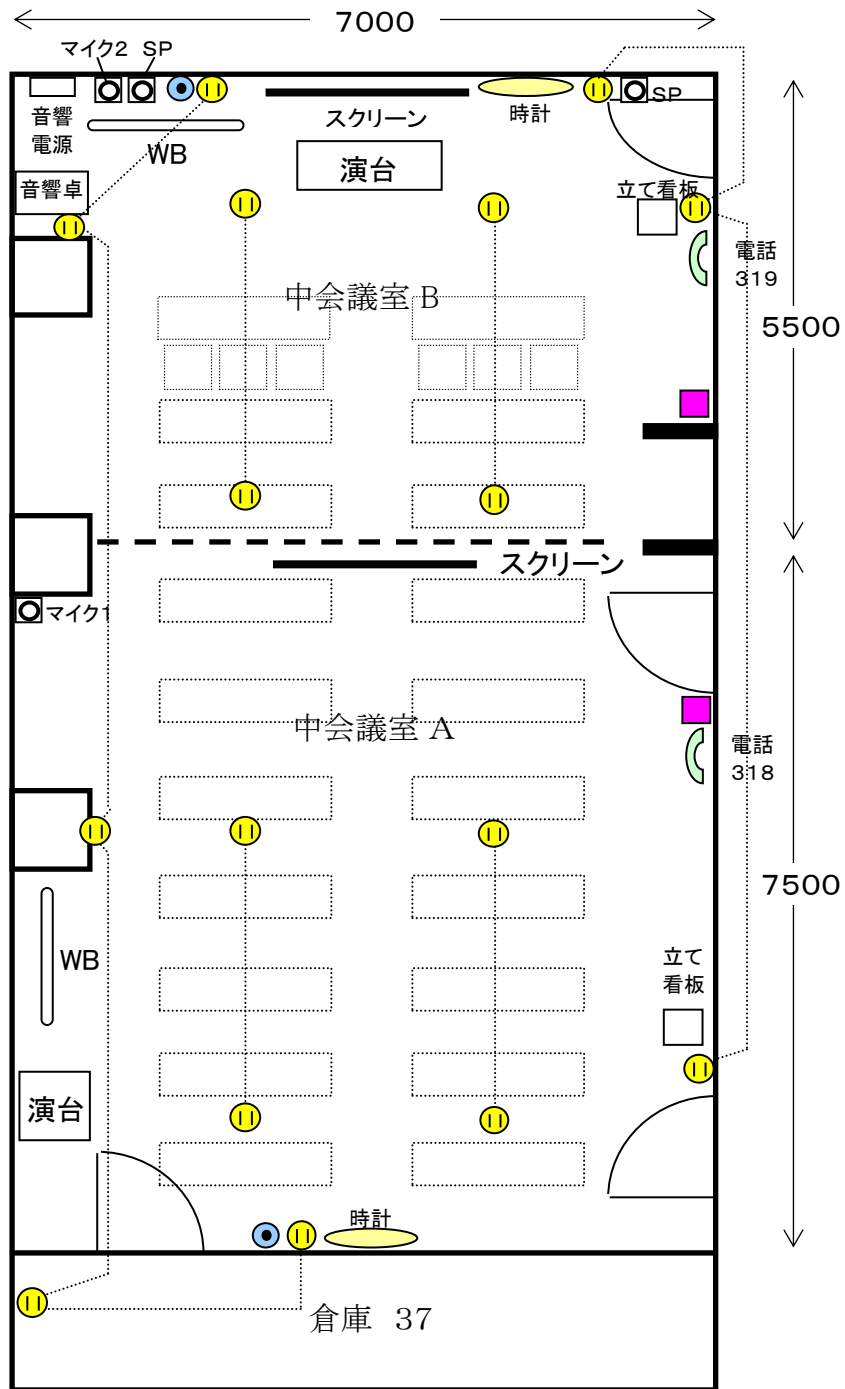 7000
マイク2 SP
音響
電源
WB
スクリーン
時計
SP
演台
音響卓
立て看板
電話
319
中会議室 B
5500
スクリーン
マイク1
中会議室 A
電話
318
7500
WB
立て
看板
演台
時計
倉庫 37